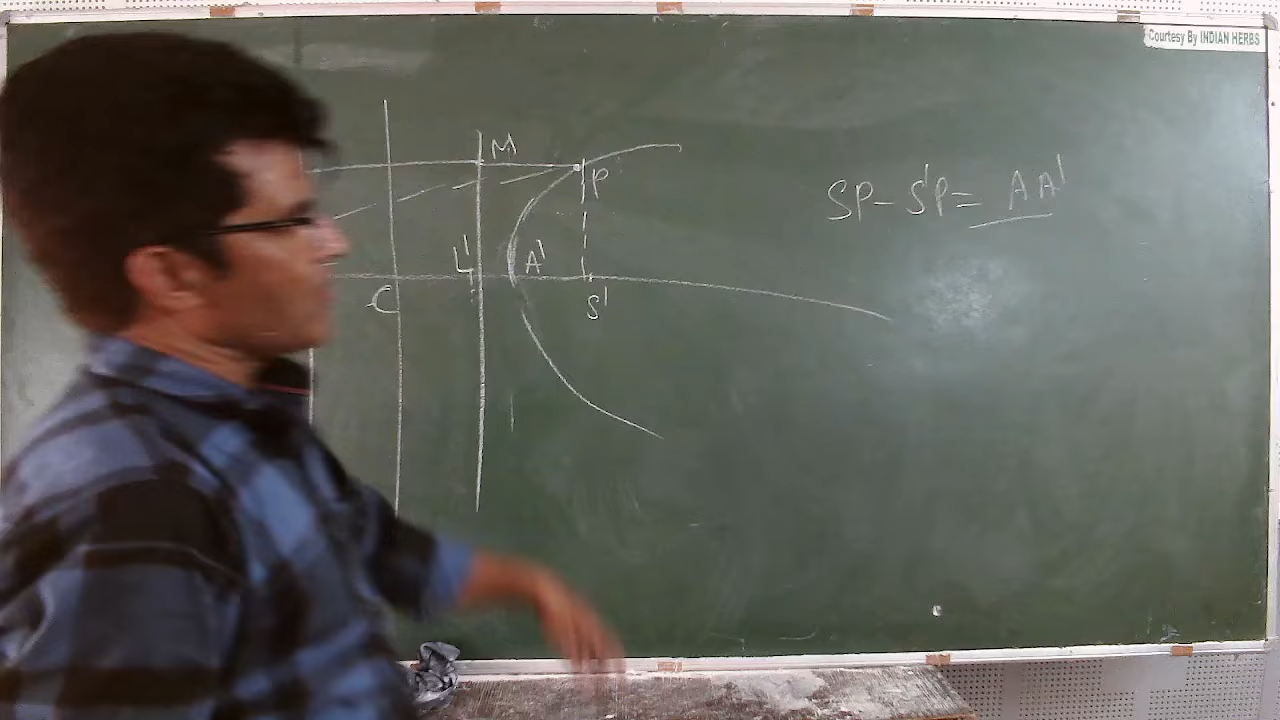 Courtesy By INDIAN HERBS
M
P
SP - S'P = AA'
L'
A'
C
S'